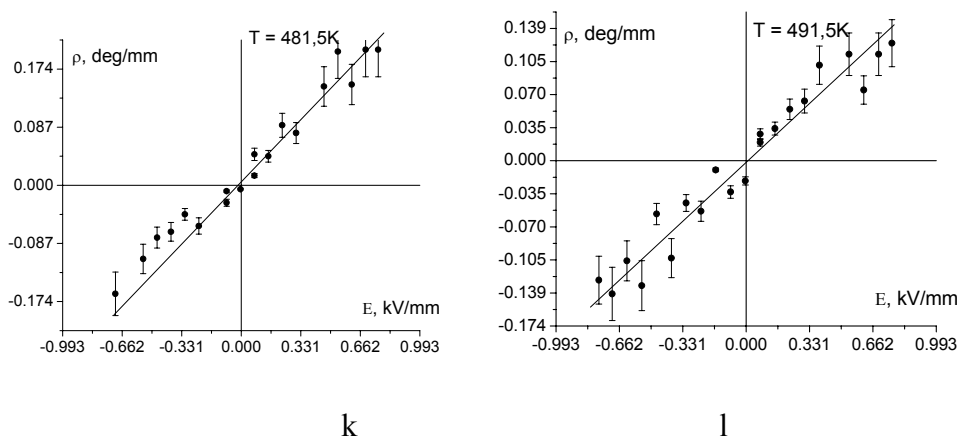 T = 481,5K
ρ, deg/mm
0.174
0.087
0.000
-0.087
-0.174
E, kV/mm
-0.993 -0.662 -0.331 0.000 0.331 0.662 0.993
k
T = 491,5K
ρ, deg/mm
0.139
0.105
0.070
0.035
0.000
-0.035
-0.070
-0.105
-0.139
-0.174
E, kV/mm
-0.993 -0.662 -0.331 0.000 0.331 0.662 0.993
l